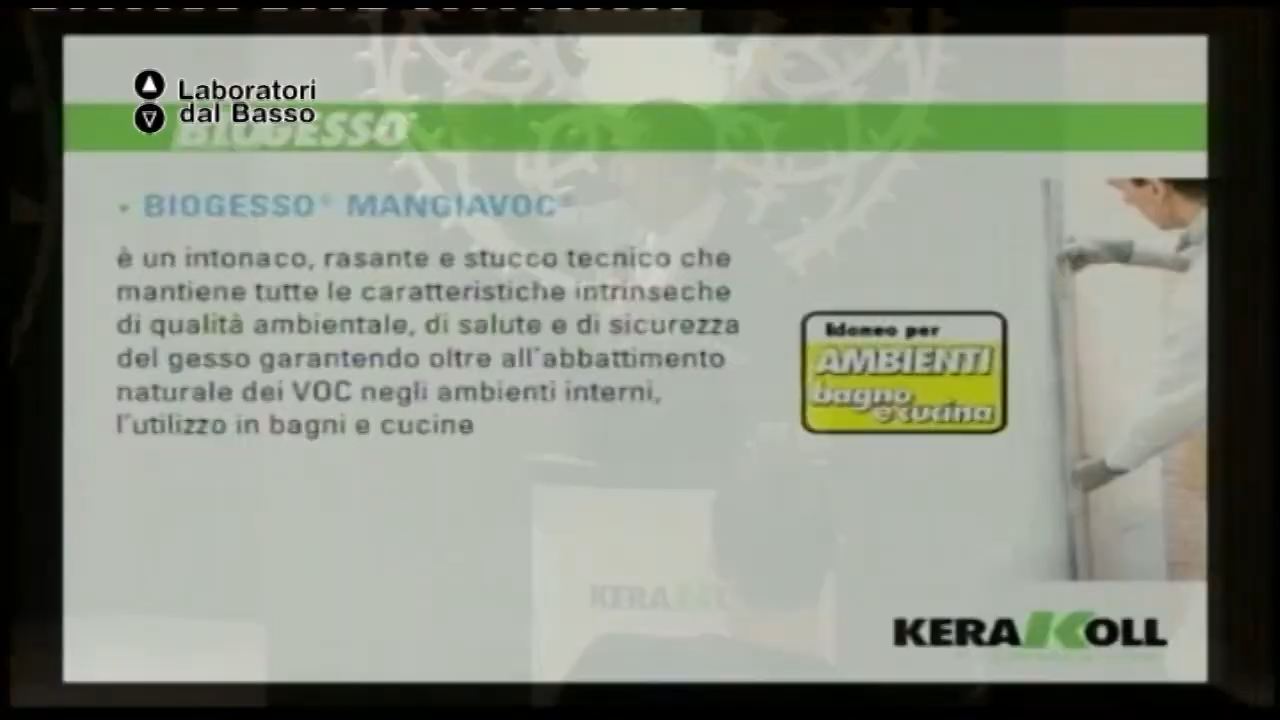 Laboratori
dal Basso
BIOGESSO®
• BIOGESSO® MANGIAVOC®
è un intonaco, rasante e stucco tecnico che
mantiene tutte le caratteristiche intrinseche
di qualità ambientale, di salute e di sicurezza
del gesso garantendo oltre all'abbattimento
naturale dei VOC negli ambienti interni,
l'utilizzo in bagni e cucine
Idoneo per
AMBIENTI
bagno
e cucina
KERAKOLL
KERAKOLL